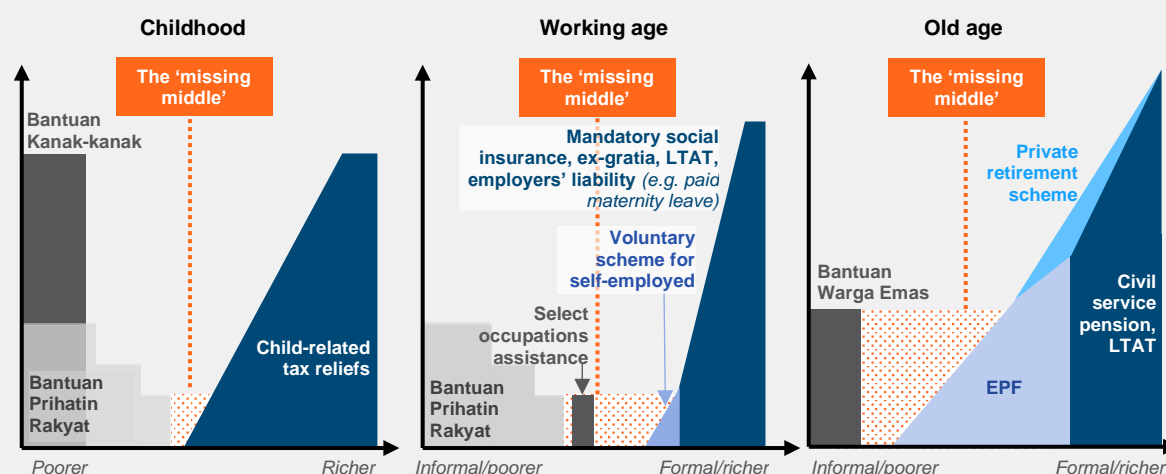 Childhood
The 'missing
middle'
Bantuan
Kanak-kanak
Child-related
tax reliefs
Bantuan
Prihatin
Rakyat
Poorer
Richer
Working age
The 'missing
middle'
Mandatory social
insurance, ex-gratia, LTAT,
employers' liability (e.g. paid
maternity leave)
Voluntary
scheme for
self-employed
Select
occupations
assistance
Bantuan
Prihatin
Rakyat
Informal/poorer
Formal/richer
Old age
The 'missing
middle'
Private
retirement
scheme
Bantuan
Warga Emas
Civil
service
pension,
LTAT
EPF
Informal/poorer
Formal/richer